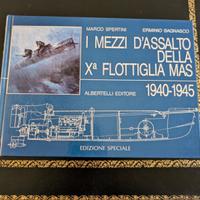 MARCO SPERTINI ERMINIO BAGNASCO
I MEZZI D'ASSALTO
DELLA
Xª FLOTTIGLIA MAS
ALBERTELLI EDITORE 1940-1945
EDIZIONE SPECIALE